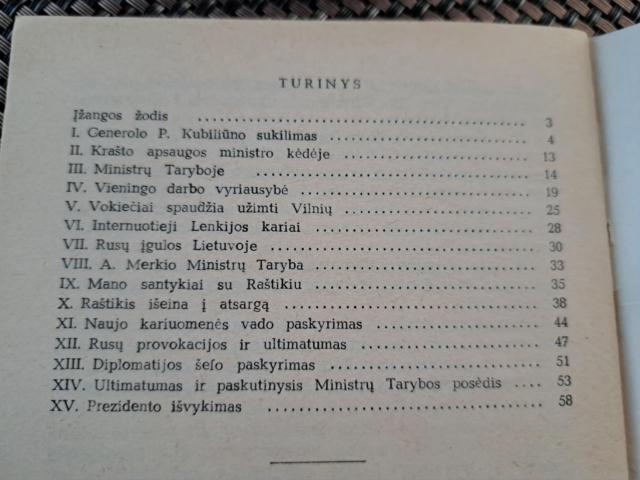 TURINYS
Įžangos žodis .................................................. 3
I. Generolo P. Kubiliūno sukilimas .............................. 4
II. Krašto apsaugos ministro kėdėje ............................ 13
III. Ministrų Taryboje ......................................... 14
IV. Vieningo darbo vyriausybė .................................. 19
V. Vokiečiai spaudžia užimti Vilnių ............................ 25
VI. Internuotieji Lenkijos kariai .............................. 28
VII. Rusų įgulos Lietuvoje ..................................... 30
VIII. A. Merkio Ministrų Taryba ................................ 33
IX. Mano santykiai su Raštikiu ................................. 35
X. Raštikis išeina į atsargą ................................... 38
XI. Naujo kariuomenės vado paskyrimas .......................... 44
XII. Rusų provokacijos ir ultimatumas .......................... 47
XIII. Diplomatijos šefo paskyrimas ............................. 51
XIV. Ultimatumas ir paskutinysis Ministrų Tarybos posėdis .... 53
XV. Prezidento išvykimas ....................................... 58